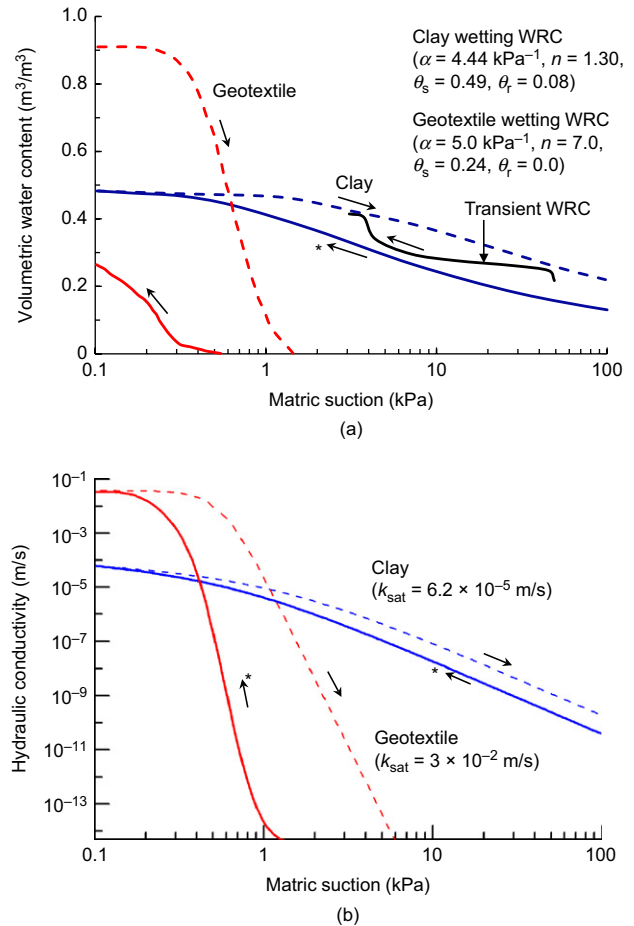 1.0
0.8
0.6
0.4
0.2
0
Volumetric water content (m³/m³)
Clay wetting WRC
(α = 4.44 kPa⁻¹, n = 1.30,
θs = 0.49, θr = 0.08)
Geotextile wetting WRC
(α = 5.0 kPa⁻¹, n = 7.0,
θs = 0.24, θr = 0.0)
Geotextile
Clay
Transient WRC
*
0.1 1 10 100
Matric suction (kPa)
(a)
10⁻¹
10⁻³
10⁻⁵
10⁻⁷
10⁻⁹
10⁻¹¹
10⁻¹³
Hydraulic conductivity (m/s)
Clay
(ksat = 6.2 × 10⁻⁵ m/s)
* *
Geotextile
(ksat = 3 × 10⁻² m/s)
0.1 1 10 100
Matric suction (kPa)
(b)